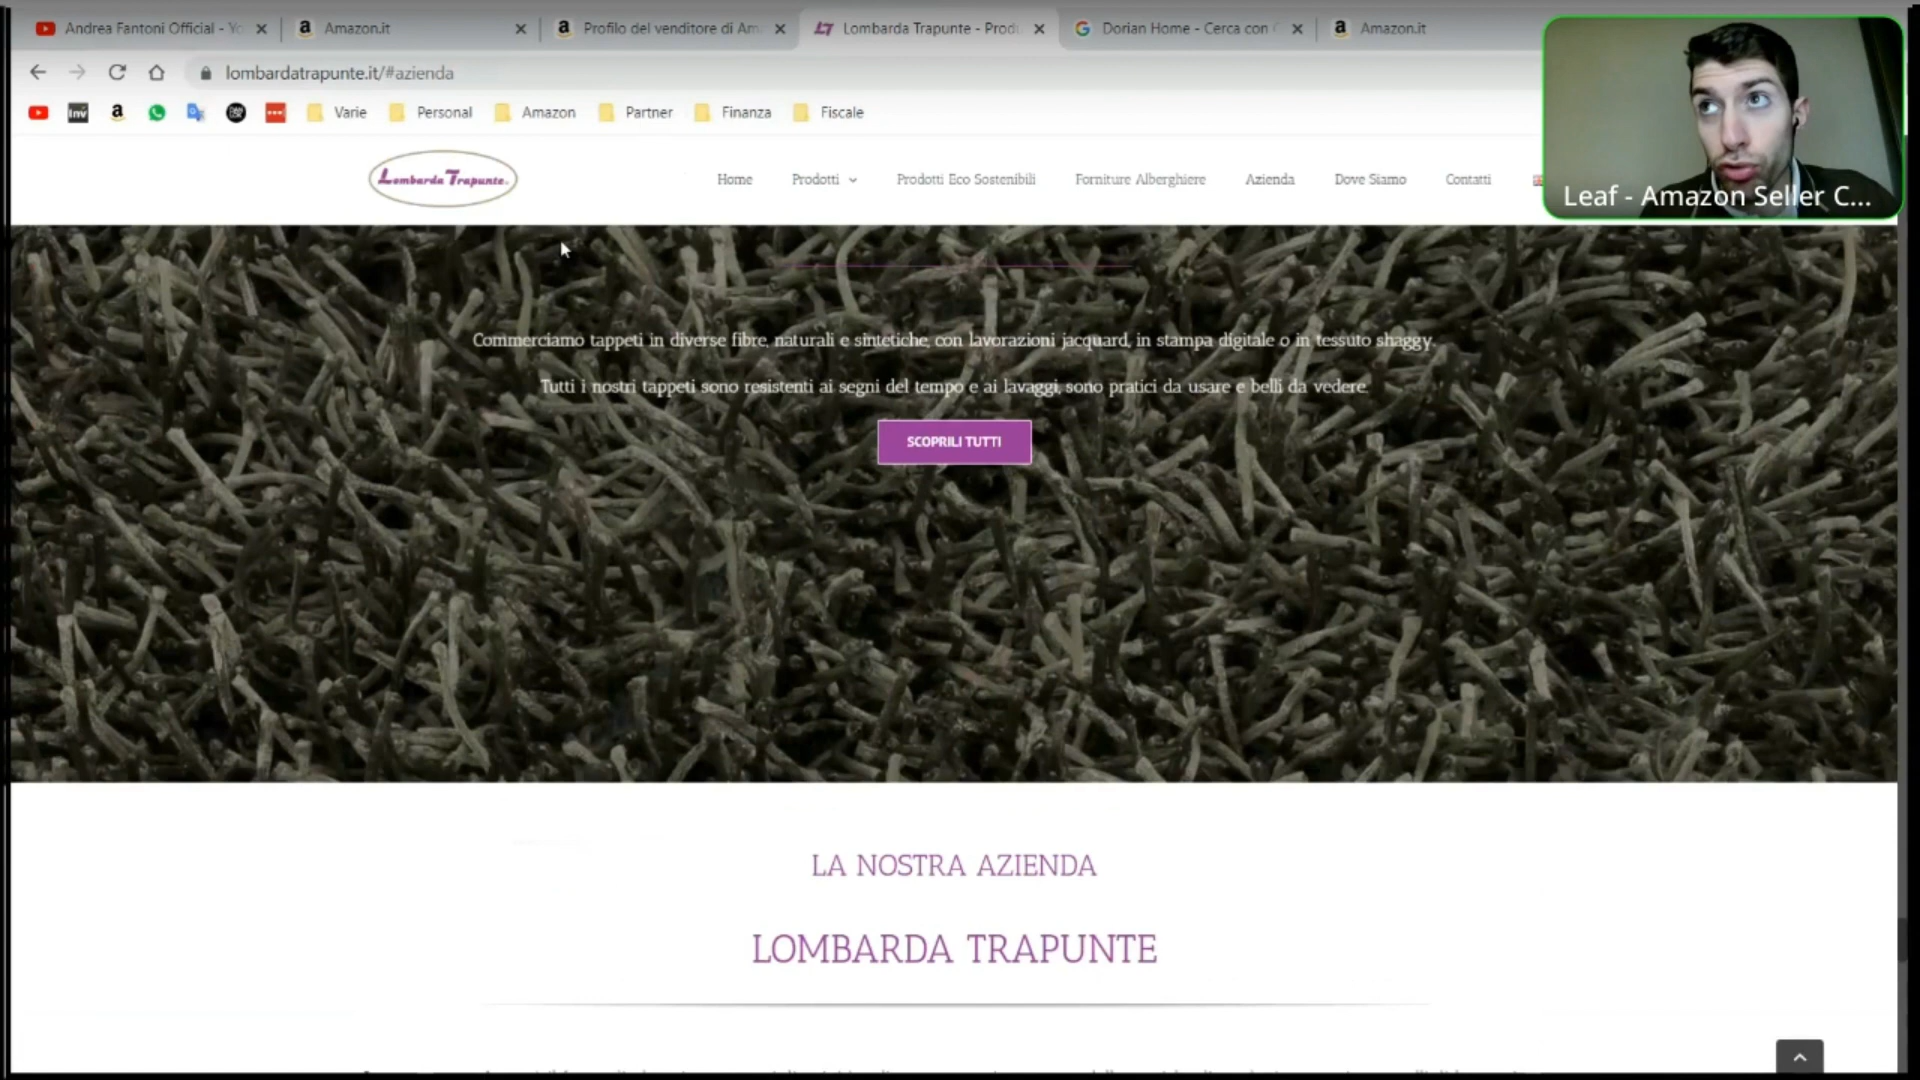 Andrea Fantoni Official - Yo
Amazon.it
Profilo del venditore di Am
Lombarda Trapunte - Prod
Dorian Home - Cerca con
Amazon.it
lombardatrapunte.it/#azienda
Inv
Varie
Personal
Amazon
Partner
Finanza
Fiscale
Lombarda Trapunte
Home
Prodotti
Prodotti Eco Sostenibili
Forniture Alberghiere
Azienda
Dove Siamo
Contatti
Leaf - Amazon Seller C...
Commerciamo tappeti in diverse fibre, naturali e sintetiche, con lavorazioni jacquard, in stampa digitale o in tessuto shaggy.
Tutti i nostri tappeti sono resistenti ai segni del tempo e ai lavaggi, sono pratici da usare e belli da vedere.
SCOPRILI TUTTI
LA NOSTRA AZIENDA
LOMBARDA TRAPUNTE